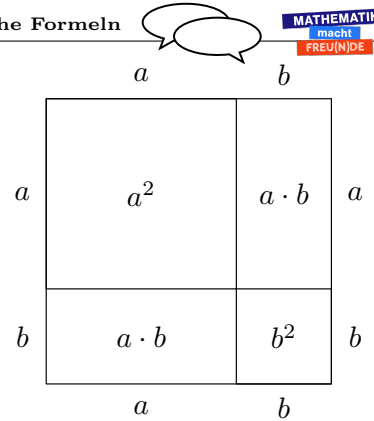 he Formeln
MATHEMATIK
macht
FREU(N)DE
a b
a a² a · b a
b a · b b² b
a b